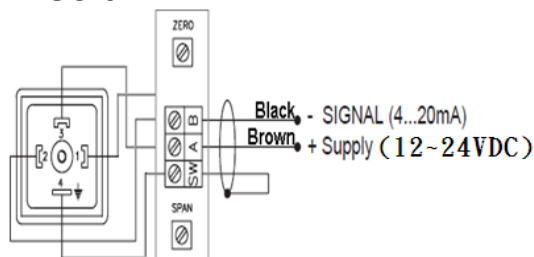 ZERO
Black - SIGNAL (4...20mA)
B
Brown + Supply (12~24VDC)
A
SW
3
2 1
4
SPAN